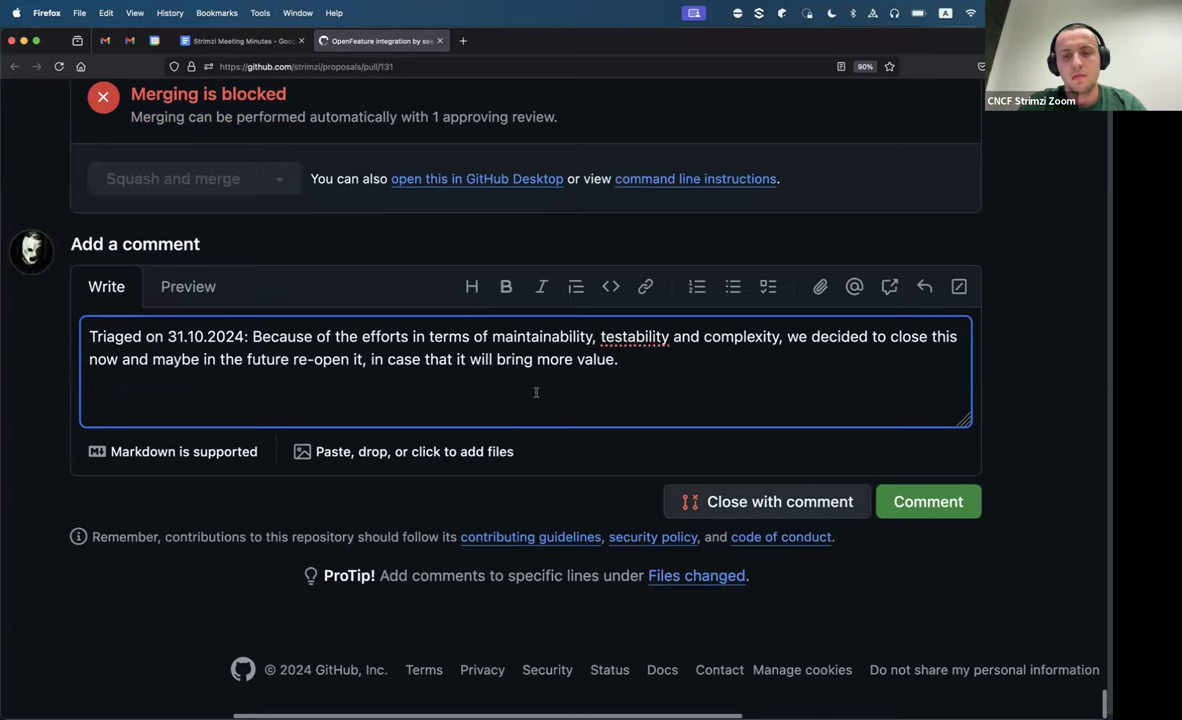 Firefox File Edit View History Bookmarks Tools Window Help
A
Strimzi Meeting Minutes - Goo
OpenFeature integration by see
https://github.com/strimzi/proposals/pull/131
90%
CNCF Strimzi Zoom
Merging is blocked
Merging can be performed automatically with 1 approving review.
Squash and merge
You can also open this in GitHub Desktop or view command line instructions.
Add a comment
Write Preview
Triaged on 31.10.2024: Because of the efforts in terms of maintainability, testability and complexity, we decided to close this
now and maybe in the future re-open it, in case that it will bring more value.
Markdown is supported
Paste, drop, or click to add files
Close with comment
Comment
Remember, contributions to this repository should follow its contributing guidelines, security policy, and code of conduct.
ProTip! Add comments to specific lines under Files changed.
© 2024 GitHub, Inc. Terms Privacy Security Status Docs Contact Manage cookies Do not share my personal information